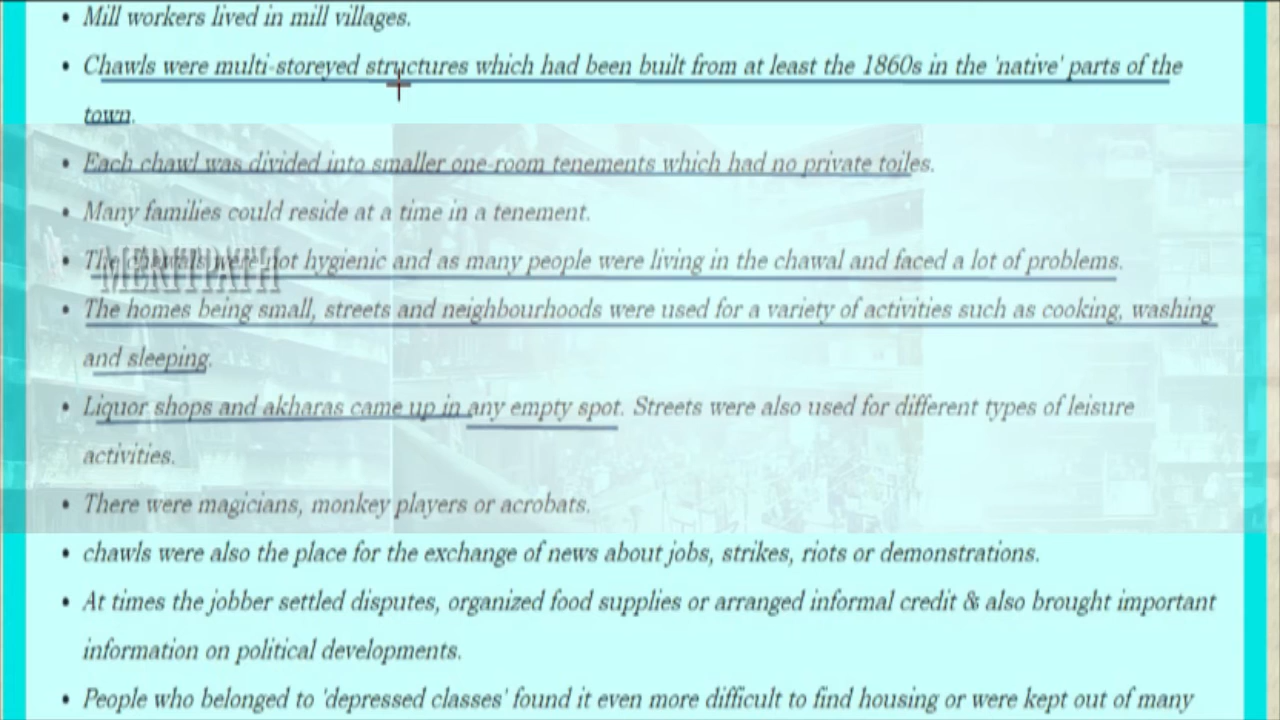 • Mill workers lived in mill villages.
• Chawls were multi-storeyed structures which had been built from at least the 1860s in the 'native' parts of the
town.
• Each chawl was divided into smaller one-room tenements which had no private toiles.
• Many families could reside at a time in a tenement.
• The chawals were not hygienic and as many people were living in the chawal and faced a lot of problems.
MERITPATH
• The homes being small, streets and neighbourhoods were used for a variety of activities such as cooking, washing
and sleeping.
• Liquor shops and akharas came up in any empty spot. Streets were also used for different types of leisure
activities.
• There were magicians, monkey players or acrobats.
• chawls were also the place for the exchange of news about jobs, strikes, riots or demonstrations.
• At times the jobber settled disputes, organized food supplies or arranged informal credit & also brought important
information on political developments.
• People who belonged to 'depressed classes' found it even more difficult to find housing or were kept out of many